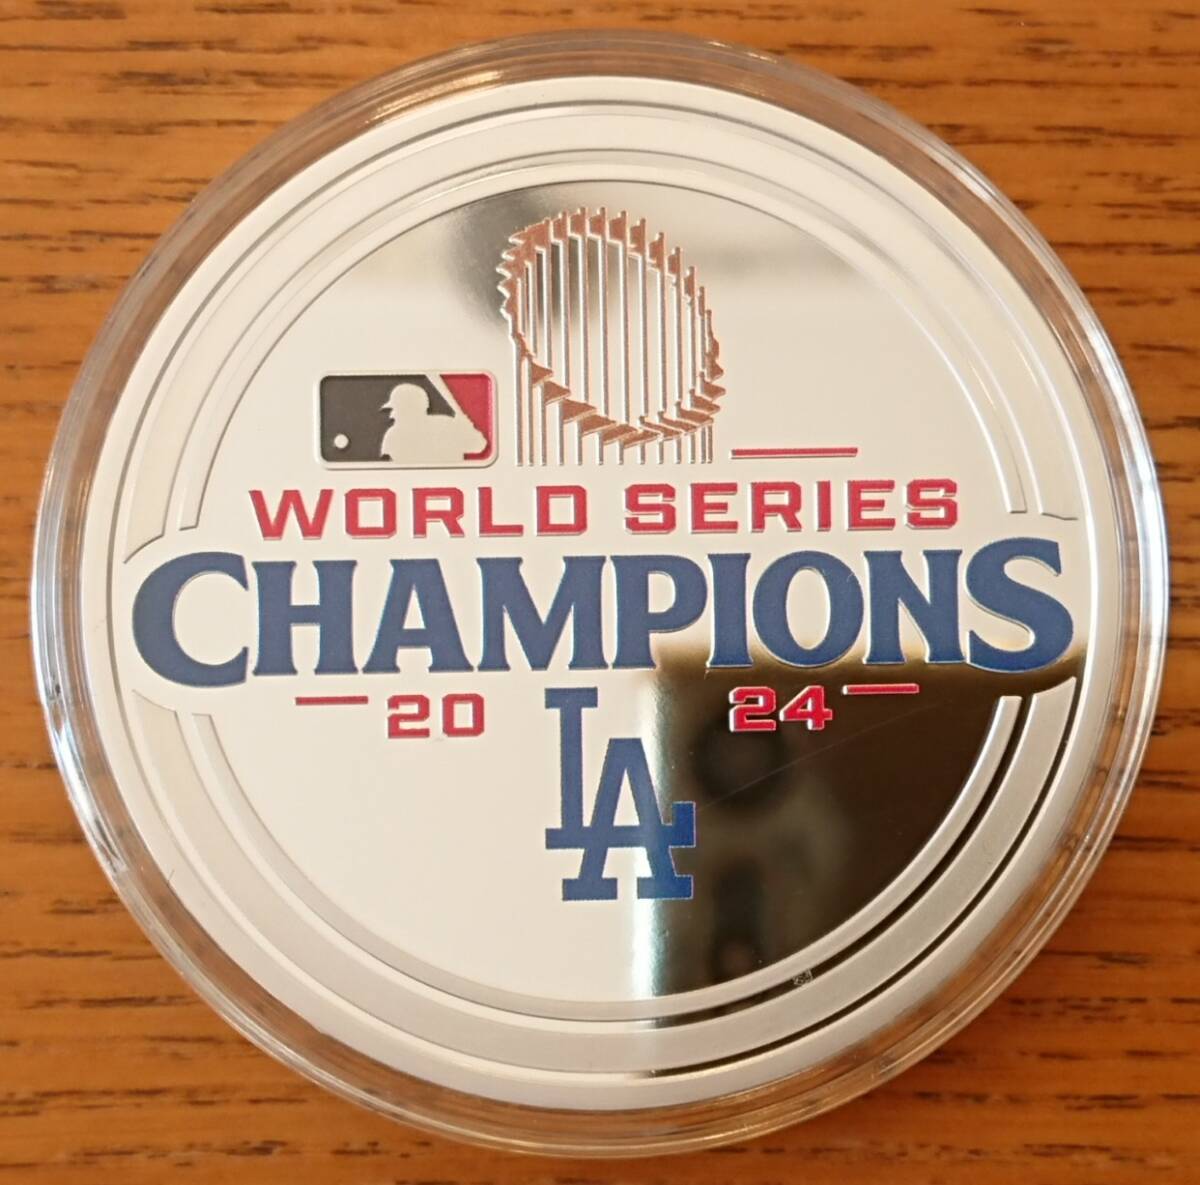 WORLD SERIES
CHAMPIONS
20 24
LA